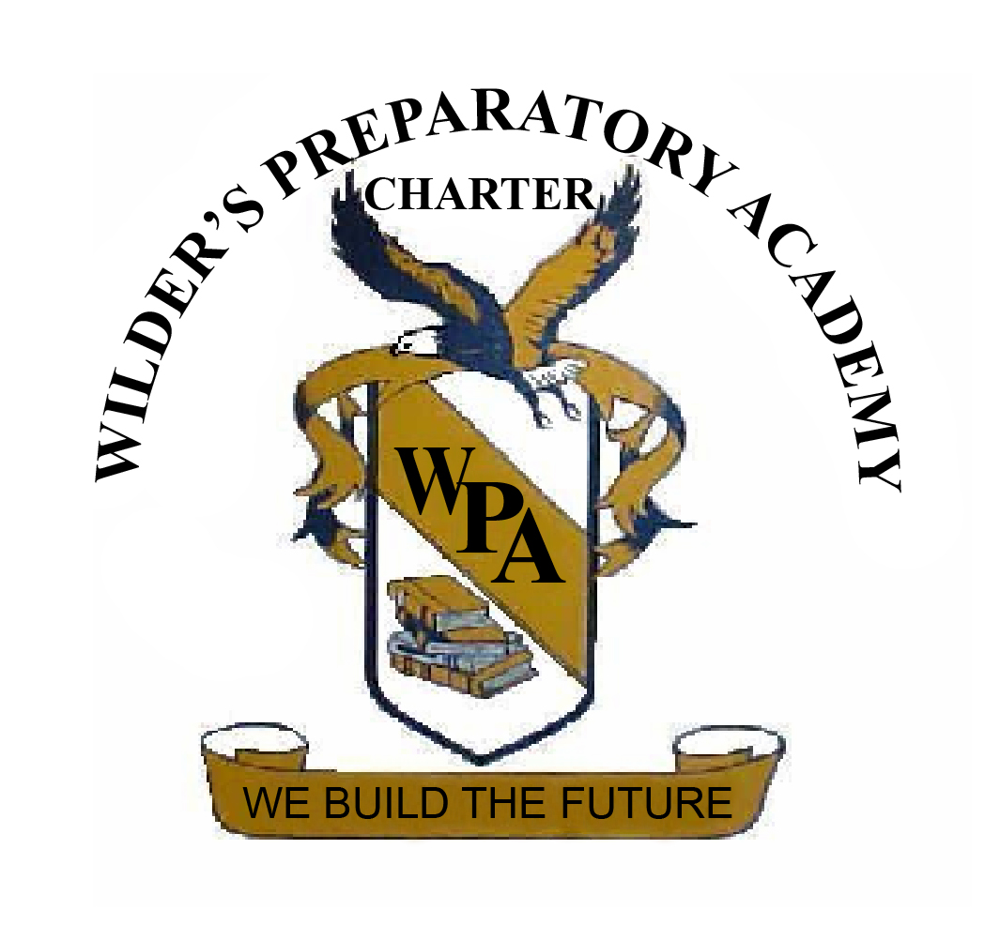 WILDER’S PREPARATORY ACADEMY
CHARTER
WPA
WE BUILD THE FUTURE